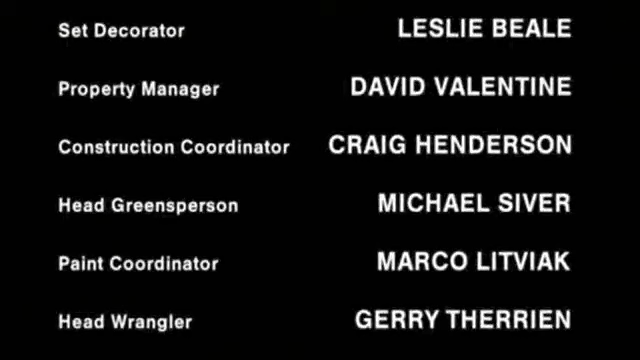 Set Decorator LESLIE BEALE
Property Manager DAVID VALENTINE
Construction Coordinator CRAIG HENDERSON
Head Greensperson MICHAEL SIVER
Paint Coordinator MARCO LITVIAK
Head Wrangler GERRY THERRIEN